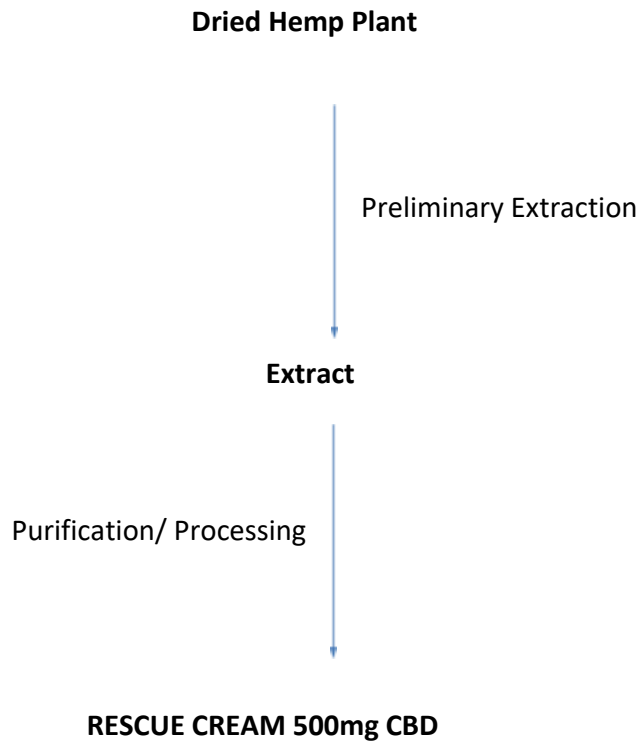 Dried Hemp Plant
Preliminary Extraction
Extract
Purification/ Processing
RESCUE CREAM 500mg CBD